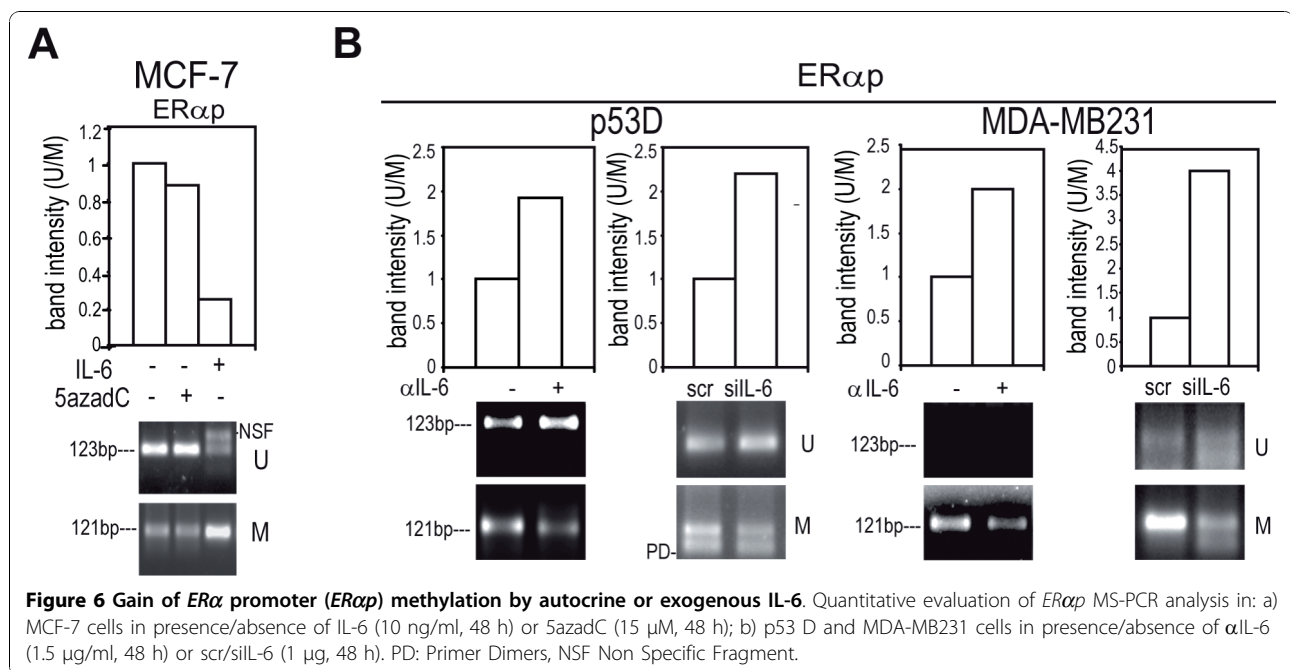 A
MCF-7
ERαp
band intensity (U/M)
1.2
1
0.8
0.6
0.4
0.2
0
IL-6 - - +
5azadC - + -
123bp---
-NSF
U
121bp---
M
B
ERαp
p53D
MDA-MB231
band intensity (U/M)
2.5
2
1.5
1
0.5
0
αIL-6 - +
123bp---
121bp---
band intensity (U/M)
2.5
2
1.5
1
0.5
0
scr siIL-6
U
M
PD-
band intensity (U/M)
2.5
2
1.5
1
0.5
0
αIL-6 - +
123bp---
121bp---
band intensity (U/M)
4.5
4
3.5
3
2.5
2
1.5
1
0.5
0
scr siIL-6
U
M
Figure 6 Gain of ERα promoter (ERαp) methylation by autocrine or exogenous IL-6. Quantitative evaluation of ERαp MS-PCR analysis in: a)
MCF-7 cells in presence/absence of IL-6 (10 ng/ml, 48 h) or 5azadC (15 μM, 48 h); b) p53 D and MDA-MB231 cells in presence/absence of αIL-6
(1.5 μg/ml, 48 h) or scr/siIL-6 (1 μg, 48 h). PD: Primer Dimers, NSF Non Specific Fragment.